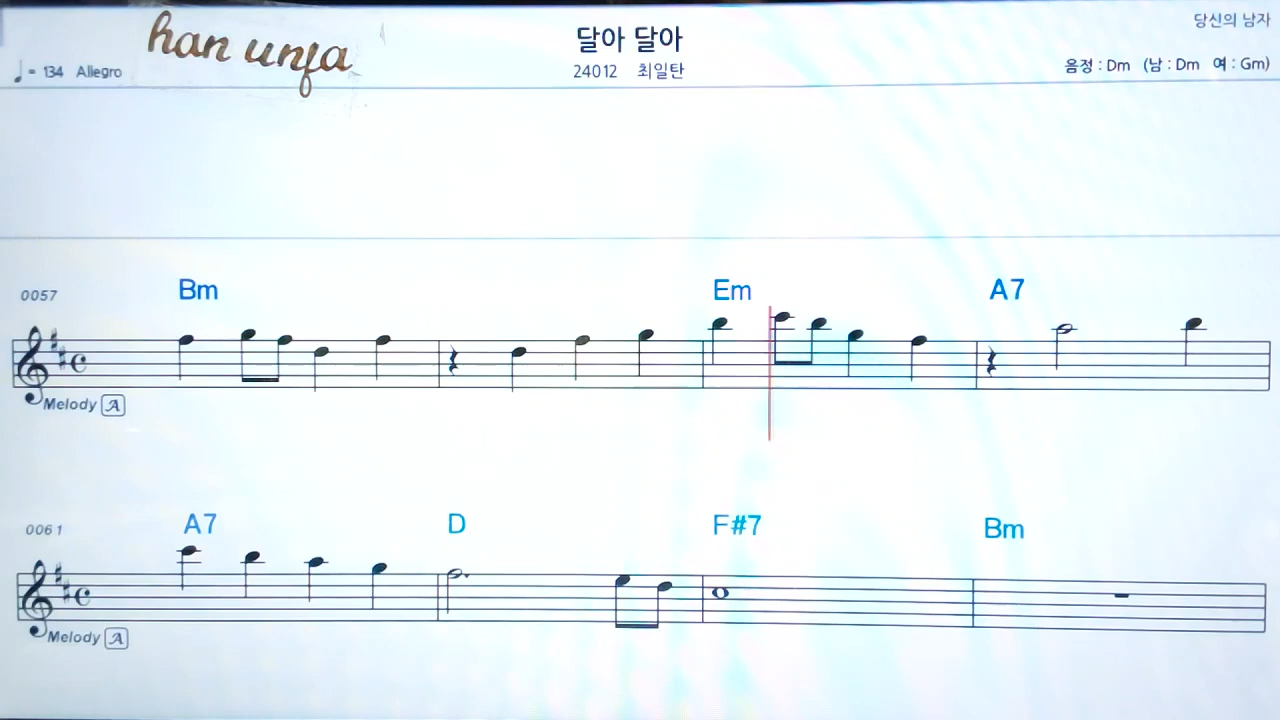 han unja
당신의 남자
달아 달아
♩= 134 Allegro
24012 최일탄
음정 : Dm (남 : Dm 여 : Gm)
0057
Bm Em A7
Melody A
0061
A7 D F#7 Bm
Melody A